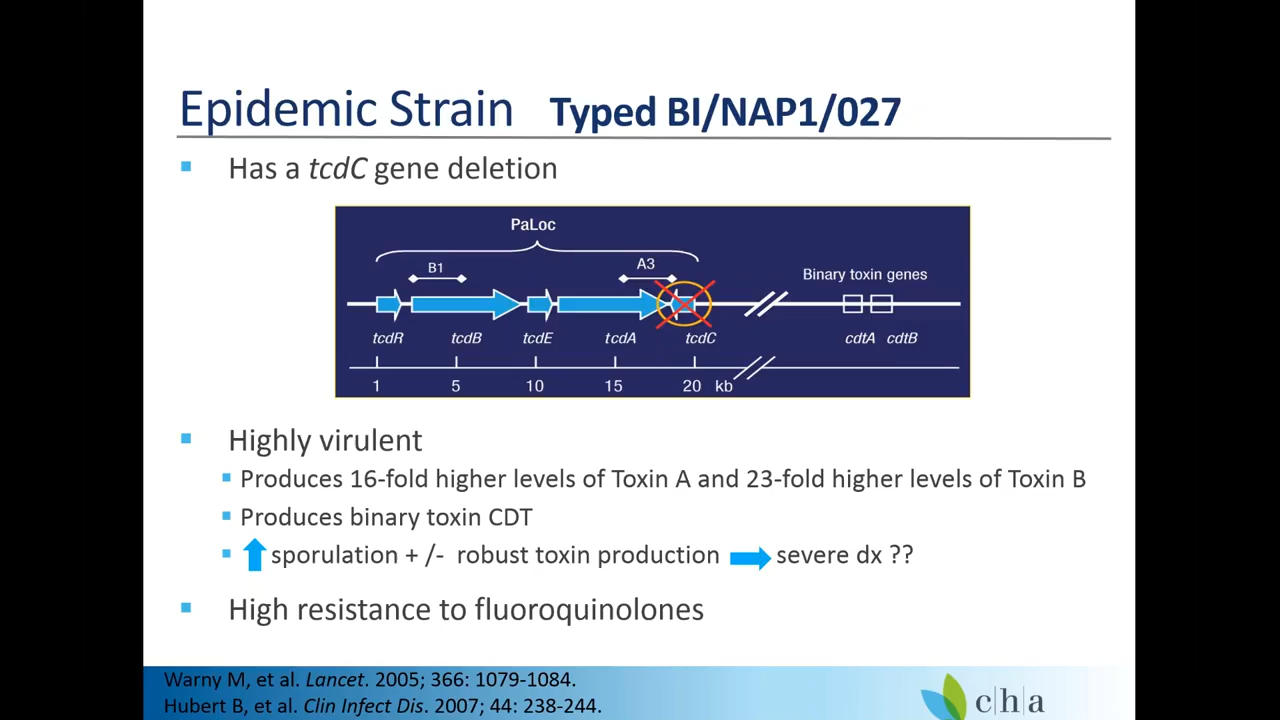 Epidemic Strain Typed BI/NAP1/027
Has a tcdC gene deletion
PaLoc
B1
A3
Binary toxin genes
tcdR tcdB tcdE tcdA tcdC cdtA cdtB
1 5 10 15 20 kb
Highly virulent
Produces 16-fold higher levels of Toxin A and 23-fold higher levels of Toxin B
Produces binary toxin CDT
sporulation + /- robust toxin production severe dx ??
High resistance to fluoroquinolones
Warny M, et al. Lancet. 2005; 366: 1079-1084.
Hubert B, et al. Clin Infect Dis. 2007; 44: 238-244.
c|h|a